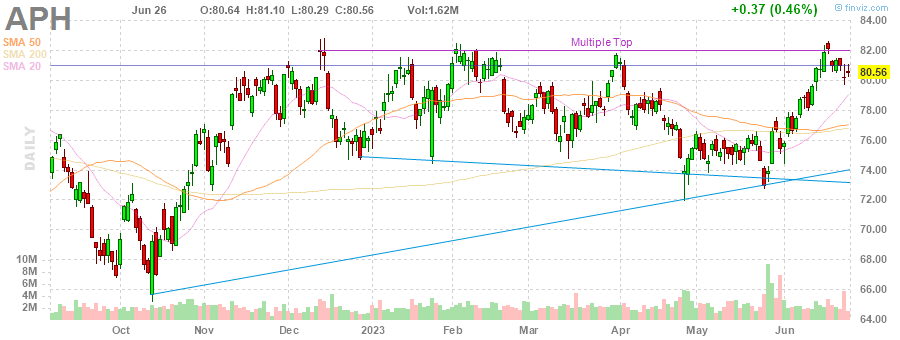 APH Jun 26 O:80.64 H:81.10 L:80.29 C:80.56 Vol:1.62M +0.37 (0.46%) © finviz.com
84.00
SMA 50
Multiple Top
82.00
SMA 200
SMA 20
80.56
80.00
78.00
DAILY
76.00
74.00
72.00
70.00
68.00
10M
8M
66.00
6M
4M
2M
64.00
Oct Nov Dec 2023 Feb Mar Apr May Jun